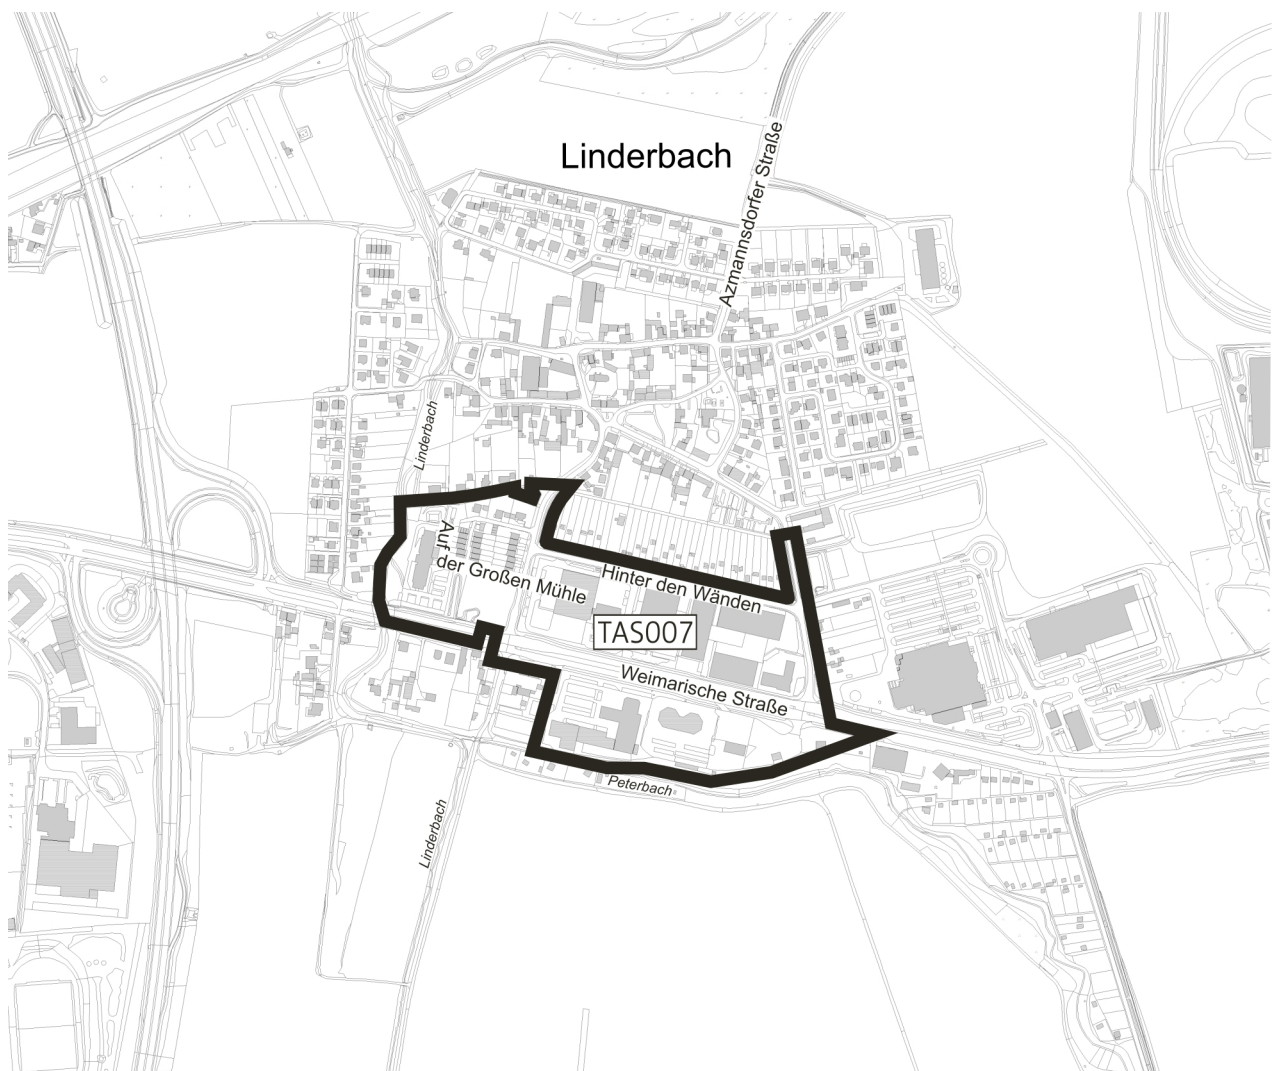 Linderbach
Azmannsdorfer Straße
Linderbach
Auf
der Großen Mühle
Hinter den Wänden
TAS007
Weimarische Straße
Peterbach
Linderbach